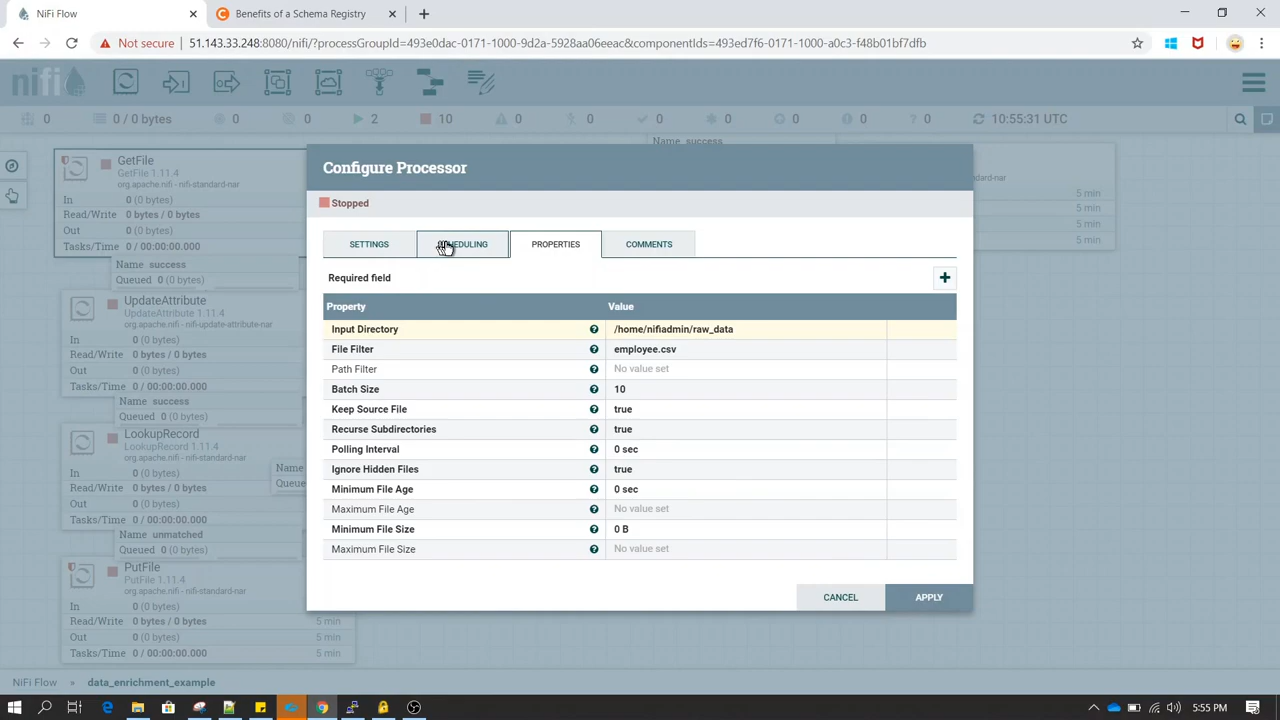 NiFi Flow
Benefits of a Schema Registry
Not secure
51.143.33.248:8080/nifi/?processGroupId=493e0dac-0171-1000-9d2a-5928aa06eeac&componentIds=493ed7f6-0171-1000-a0c3-f48b01bf7dfb
nifi
0
0 / 0 bytes
0
0
2
10
0
0
0
0
0
0
0
10:55:31 UTC
Name success
GetFile
GetFile 1.11.4
org.apache.nifi - nifi-standard-nar
In 0 (0 bytes)
Read/Write 0 bytes / 0 bytes
Out 0 (0 bytes)
Tasks/Time 0 / 00:00:00.000
Name success
Queued 0 (0 bytes)
UpdateAttribute
UpdateAttribute 1.11.4
org.apache.nifi - nifi-update-attribute-nar
In 0 (0 bytes)
Read/Write 0 bytes / 0 bytes
Out 0 (0 bytes)
Tasks/Time 0 / 00:00:00.000
Name success
Queued 0 (0 bytes)
LookupRecord
LookupRecord 1.11.4
org.apache.nifi - nifi-standard-nar
In 0 (0 bytes)
Name
Queue
Read/Write 0 bytes / 0 bytes
Out 0 (0 bytes)
Tasks/Time 0 / 00:00:00.000
Name unmatched
Queued 0 (0 bytes)
PutFile
PutFile 1.11.4
org.apache.nifi - nifi-standard-nar
In 0 (0 bytes)
Read/Write 0 bytes / 0 bytes 5 min
Out 0 (0 bytes) 5 min
Tasks/Time 0 / 00:00:00.000 5 min
dard-nar
5 min
5 min
5 min
5 min
Configure Processor
Stopped
SETTINGS
PROPERTIES
COMMENTS
Required field
Property Value
Input Directory /home/nifiadmin/raw_data
File Filter employee.csv
Path Filter No value set
Batch Size 10
Keep Source File true
Recurse Subdirectories true
Polling Interval 0 sec
Ignore Hidden Files true
Minimum File Age 0 sec
Maximum File Age No value set
Minimum File Size 0 B
Maximum File Size No value set
CANCEL
APPLY
NiFi Flow » data_enrichment_example
5:55 PM